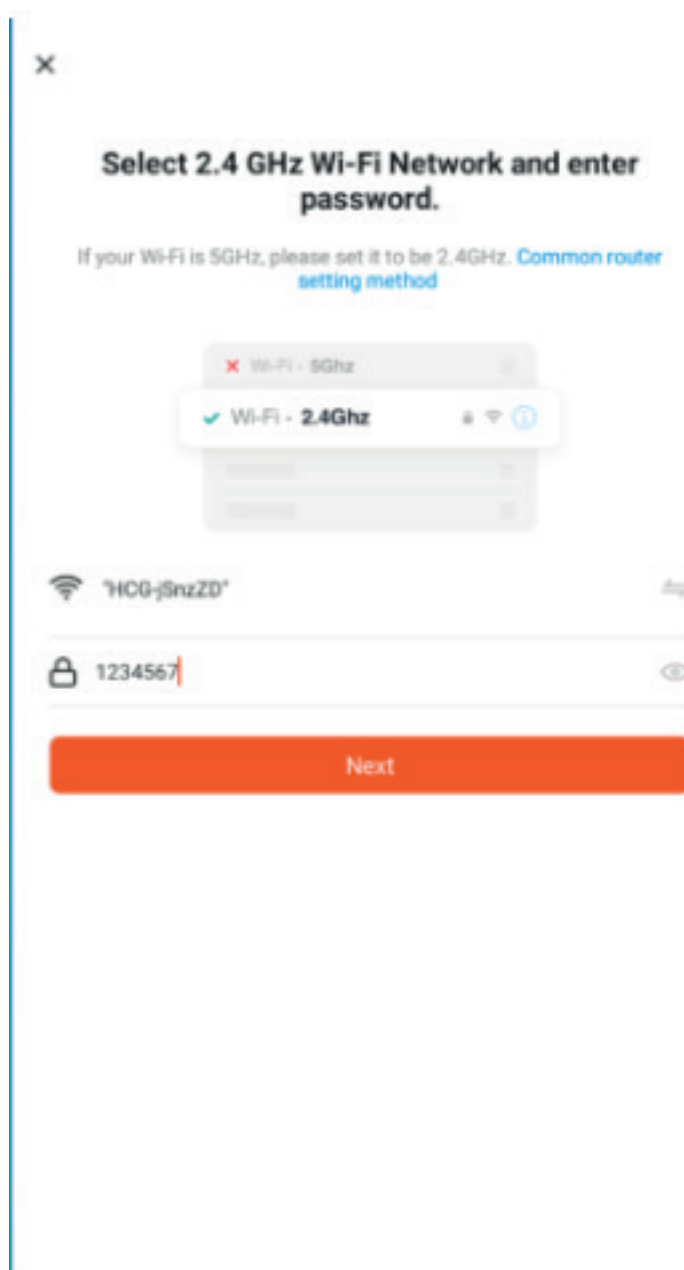 Select 2.4 GHz Wi-Fi Network and enter
password.
If your Wi-Fi is 5GHz, please set it to be 2.4GHz. Common router
setting method
Wi-Fi - 5Ghz
Wi-Fi - 2.4Ghz
"HCG-jSnzZD"
1234567
Next